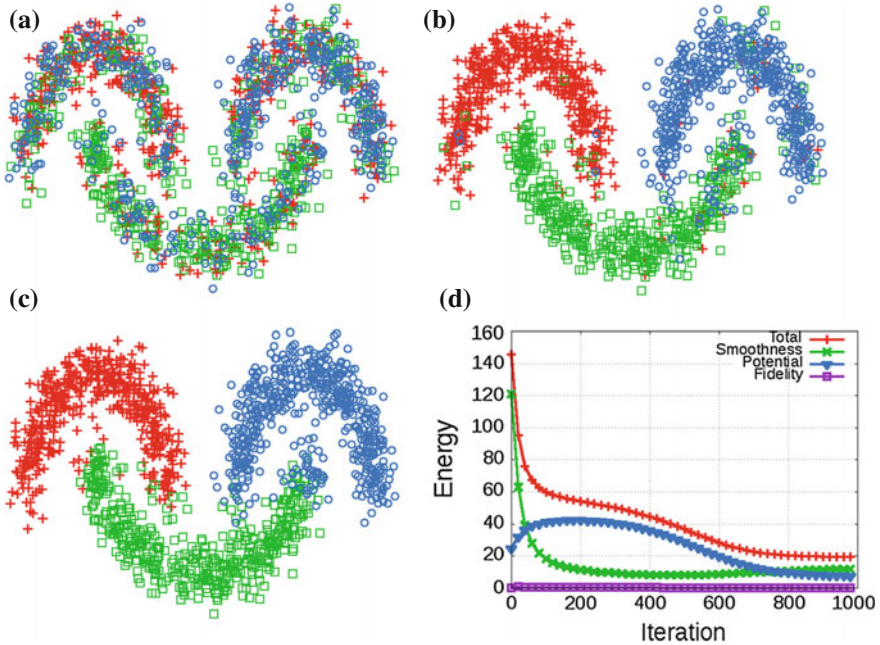 (a)
(b)
(c)
(d)
160
140
120
100
80
60
40
20
0
Energy
Total
Smoothness
Potential
Fidelity
0 200 400 600 800 1000
Iteration